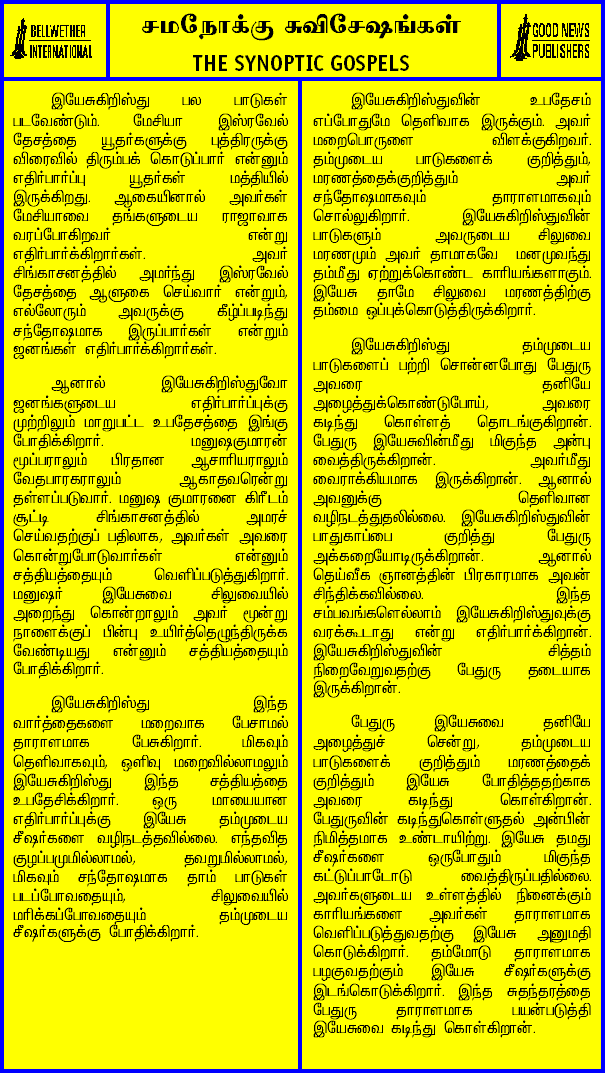 BELLWETHER
INTERNATIONAL
சமநோக்கு சுவிசேஷங்கள்
THE SYNOPTIC GOSPELS
GOOD NEWS
PUBLISHERS
இயேசுகிறிஸ்து பல பாடுகள்
படவேண்டும். மேசியா இஸ்ரவேல்
தேசத்தை யூதர்களுக்கு புத்திரருக்கு
விரைவில் திரும்பக் கொடுப்பார் என்னும்
எதிர்பார்ப்பு யூதர்கள் மத்தியில்
இருக்கிறது. ஆகையினால் அவர்கள்
மேசியாவை தங்களுடைய ராஜாவாக
வரப்போகிறவர் என்று
எதிர்பார்க்கிறார்கள். அவர்
சிங்காசனத்தில் அமர்ந்து இஸ்ரவேல்
தேசத்தை ஆளுகை செய்வார் என்றும்,
எல்லோரும் அவருக்கு கீழ்ப்படிந்து
சந்தோஷமாக இருப்பார்கள் என்றும்
ஜனங்கள் எதிர்பார்க்கிறார்கள்.
ஆனால் இயேசுகிறிஸ்துவோ
ஜனங்களுடைய எதிர்பார்ப்புக்கு
முற்றிலும் மாறுபட்ட உபதேசத்தை இங்கு
போதிக்கிறார். மனுஷகுமாரன்
மூப்பராலும் பிரதான ஆசாரியராலும்
வேதபாரகராலும் ஆகாதவரென்று
தள்ளப்படுவார். மனுஷ குமாரனை கிரீடம்
சூட்டி சிங்காசனத்தில் அமரச்
செய்வதற்குப் பதிலாக, அவர்கள் அவரை
கொன்றுபோடுவார்கள் என்னும்
சத்தியத்தையும் வெளிப்படுத்துகிறார்.
மனுஷர் இயேசுவை சிலுவையில்
அறைந்து கொன்றாலும் அவர் மூன்று
நாளைக்குப் பின்பு உயிர்த்தெழுந்திருக்க
வேண்டியது என்னும் சத்தியத்தையும்
போதிக்கிறார்.
இயேசுகிறிஸ்து இந்த
வார்த்தைகளை மறைவாக பேசாமல்
தாராளமாக பேசுகிறார். மிகவும்
தெளிவாகவும், ஒளிவு மறைவில்லாமலும்
இயேசுகிறிஸ்து இந்த சத்தியத்தை
உபதேசிக்கிறார். ஒரு மாயையான
எதிர்பார்ப்புக்கு இயேசு தம்முடைய
சீஷர்களை வழிநடத்தவில்லை. எந்தவித
குழப்பமுமில்லாமல், தவறுமில்லாமல்,
மிகவும் சந்தோஷமாக தாம் பாடுகள்
படப்போவதையும், சிலுவையில்
மரிக்கப்போவதையும் தம்முடைய
சீஷர்களுக்கு போதிக்கிறார்.
இயேசுகிறிஸ்துவின் உபதேசம்
எப்போதுமே தெளிவாக இருக்கும். அவர்
மறைபொருளை விளக்குகிறவர்.
தம்முடைய பாடுகளைக் குறித்தும்,
மரணத்தைக்குறித்தும் அவர்
சந்தோஷமாகவும் தாராளமாகவும்
சொல்லுகிறார். இயேசுகிறிஸ்துவின்
பாடுகளும் அவருடைய சிலுவை
மரணமும் அவர் தாமாகவே மனமுவந்து
தம்மீது ஏற்றுக்கொண்ட காரியங்களாகும்.
இயேசு தாமே சிலுவை மரணத்திற்கு
தம்மை ஒப்புக்கொடுத்திருக்கிறார்.
இயேசுகிறிஸ்து தம்முடைய
பாடுகளைப் பற்றி சொன்னபோது பேதுரு
அவரை தனியே
அழைத்துக்கொண்டுபோய், அவரை
கடிந்து கொள்ளத் தொடங்குகிறான்.
பேதுரு இயேசுவின்மீது மிகுந்த அன்பு
வைத்திருக்கிறான். அவர்மீது
வைராக்கியமாக இருக்கிறான். ஆனால்
அவனுக்கு தெளிவான
வழிநடத்துதலில்லை. இயேசுகிறிஸ்துவின்
பாதுகாப்பை குறித்து பேதுரு
அக்கறையோடிருக்கிறான். ஆனால்
தெய்வீக ஞானத்தின் பிரகாரமாக அவன்
சிந்திக்கவில்லை. இந்த
சம்பவங்களெல்லாம் இயேசுகிறிஸ்துவுக்கு
வரக்கூடாது என்று எதிர்பார்க்கிறான்.
இயேசுகிறிஸ்துவின் சித்தம்
நிறைவேறுவதற்கு பேதுரு தடையாக
இருக்கிறான்.
பேதுரு இயேசுவை தனியே
அழைத்துச் சென்று, தம்முடைய
பாடுகளைக் குறித்தும் மரணத்தைக்
குறித்தும் இயேசு போதித்ததற்காக
அவரை கடிந்து கொள்கிறான்.
பேதுருவின் கடிந்துகொள்ளுதல் அன்பின்
நிமித்தமாக உண்டாயிற்று. இயேசு தமது
சீஷர்களை ஒருபோதும் மிகுந்த
கட்டுப்பாடோடு வைத்திருப்பதில்லை.
அவர்களுடைய உள்ளத்தில் நினைக்கும்
காரியங்களை அவர்கள் தாராளமாக
வெளிப்படுத்துவதற்கு இயேசு அனுமதி
கொடுக்கிறார். தம்மோடு தாராளமாக
பழகுவதற்கும் இயேசு சீஷர்களுக்கு
இடங்கொடுக்கிறார். இந்த சுதந்தரத்தை
பேதுரு தாராளமாக பயன்படுத்தி
இயேசுவை கடிந்து கொள்கிறான்.